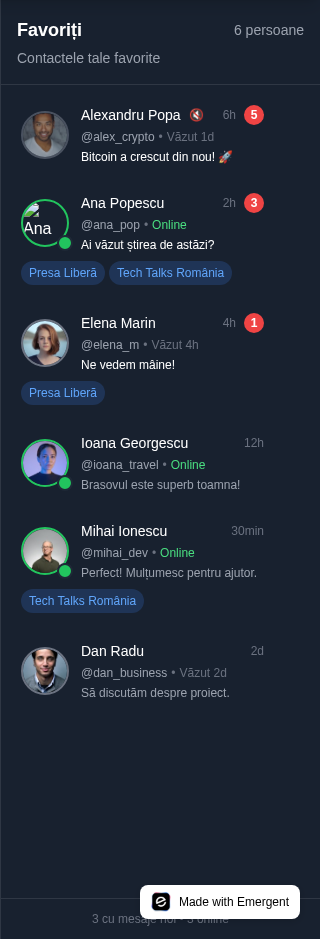 Favoriți
6 persoane
Contactele tale favorite
Alexandru Popa 🔇 6h 5
@alex_crypto • Văzut 1d
Bitcoin a crescut din nou! 🚀
Ana
Ana Popescu 2h 3
@ana_pop • Online
Ai văzut știrea de astăzi?
Presa Liberă Tech Talks România
Elena Marin 4h 1
@elena_m • Văzut 4h
Ne vedem mâine!
Presa Liberă
Ioana Georgescu 12h
@ioana_travel • Online
Brasovul este superb toamna!
Mihai Ionescu 30min
@mihai_dev • Online
Perfect! Mulțumesc pentru ajutor.
Tech Talks România
Dan Radu 2d
@dan_business • Văzut 2d
Să discutăm despre proiect.
Made with Emergent
3 cu mesaje noi · 3 online